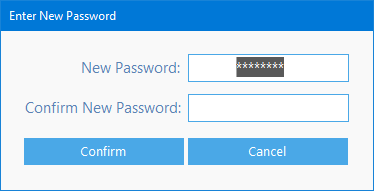 Enter New Password
New Password: ********
Confirm New Password:
Confirm Cancel